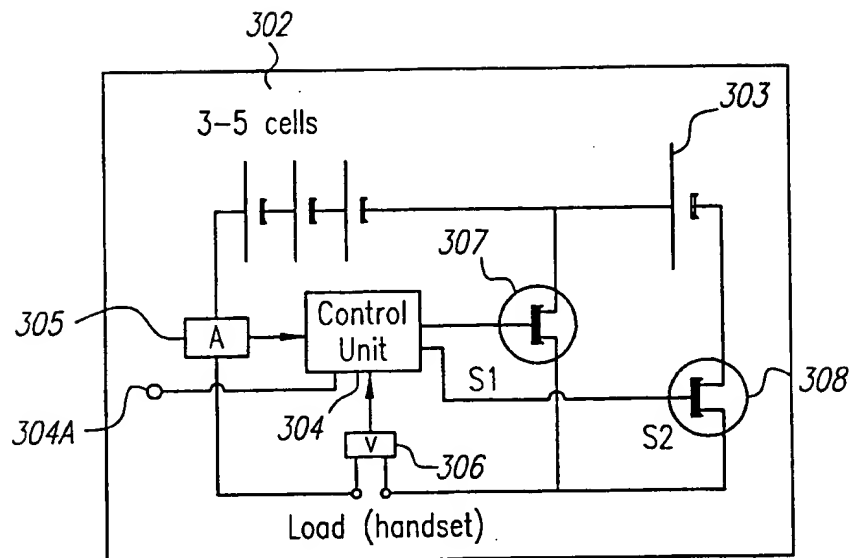 302
303
3-5 cells
307
305
A
Control
Unit
S1
308
304A
304
V
306
S2
Load (handset)